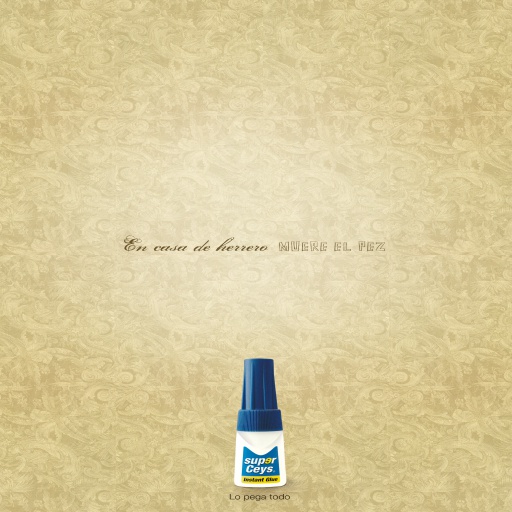 En casa de herrero MUERE EL PEZ
super
Ceys
Instant Glue
Lo pega todo